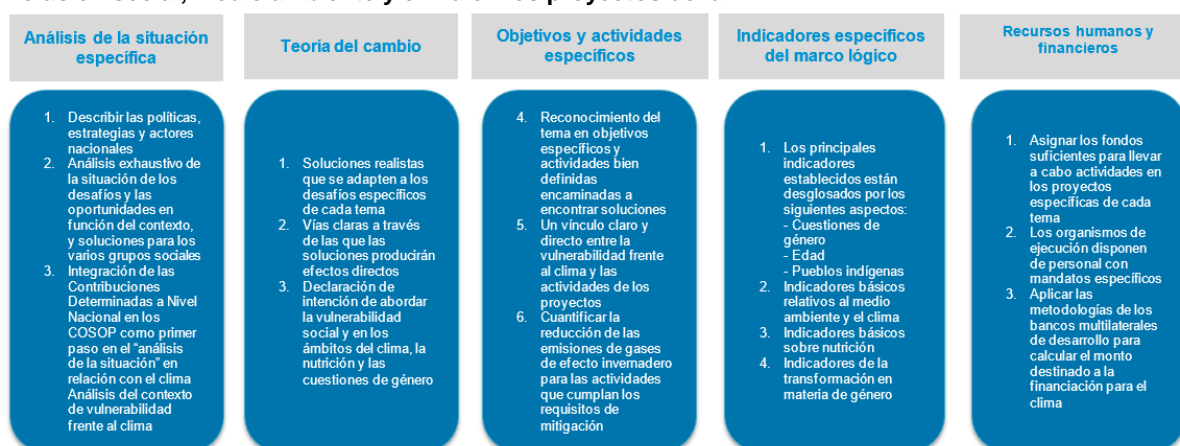 Análisis de la situación
específica
1. Describir las políticas,
estrategias y actores
nacionales
2. Análisis exhaustivo de
la situación de los
desafíos y las
oportunidades en
función del contexto,
y soluciones para los
varios grupos sociales
3. Integración de las
Contribuciones
Determinadas a Nivel
Nacional en los
COSOP como primer
paso en el “análisis
de la situación” en
relación con el clima
Análisis del contexto
de vulnerabilidad
frente al clima
Teoría del cambio
1. Soluciones realistas
que se adapten a los
desafíos específicos
de cada tema
2. Vías claras a través
de las que las
soluciones producirán
efectos directos
3. Declaración de
intención de abordar
la vulnerabilidad
social y en los
ámbitos del clima, la
nutrición y las
cuestiones de género
Objetivos y actividades
específicos
4. Reconocimiento del
tema en objetivos
específicos y
actividades bien
definidas
encaminadas a
encontrar soluciones
5. Un vínculo claro y
directo entre la
vulnerabilidad frente
al clima y las
actividades de los
proyectos
6. Cuantificar la
reducción de las
emisiones de gases
de efecto invernadero
para las actividades
que cumplan los
requisitos de
mitigación
Indicadores específicos
del marco lógico
1. Los principales
indicadores
establecidos están
desglosados por los
siguientes aspectos:
- Cuestiones de
género
- Edad
- Pueblos indígenas
2. Indicadores básicos
relativos al medio
ambiente y el clima
3. Indicadores básicos
sobre nutrición
4. Indicadores de la
transformación en
materia de género
Recursos humanos y
financieros
1. Asignar los fondos
suficientes para llevar
a cabo actividades en
los proyectos
específicas de cada
tema
2. Los organismos de
ejecución disponen
de personal con
mandatos específicos
3. Aplicar las
metodologías de los
bancos multilaterales
de desarrollo para
calcular el monto
destinado a la
financiación para el
clima